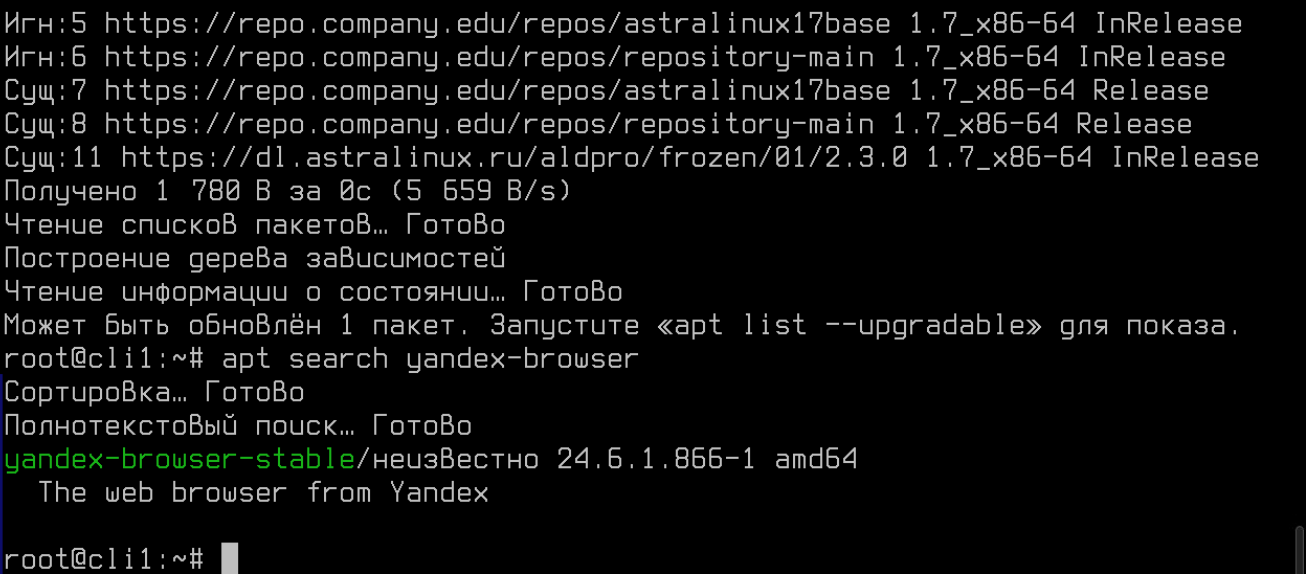 Игн:5 https://repo.company.edu/repos/astralinux17base 1.7_x86-64 InRelease
Игн:6 https://repo.company.edu/repos/repository-main 1.7_x86-64 InRelease
Сущ:7 https://repo.company.edu/repos/astralinux17base 1.7_x86-64 Release
Сущ:8 https://repo.company.edu/repos/repository-main 1.7_x86-64 Release
Сущ:11 https://dl.astralinux.ru/aldpro/frozen/01/2.3.0 1.7_x86-64 InRelease
Получено 1 780 B за 0с (5 659 B/s)
Чтение списков пакетов… Готово
Построение дерева зависимостей
Чтение информации о состоянии… Готово
Может быть обновлён 1 пакет. Запустите «apt list --upgradable» для показа.
root@cli1:~# apt search yandex-browser
Сортировка… Готово
Полнотекстовый поиск… Готово
yandex-browser-stable/неизвестно 24.6.1.866-1 amd64
  The web browser from Yandex
root@cli1:~#